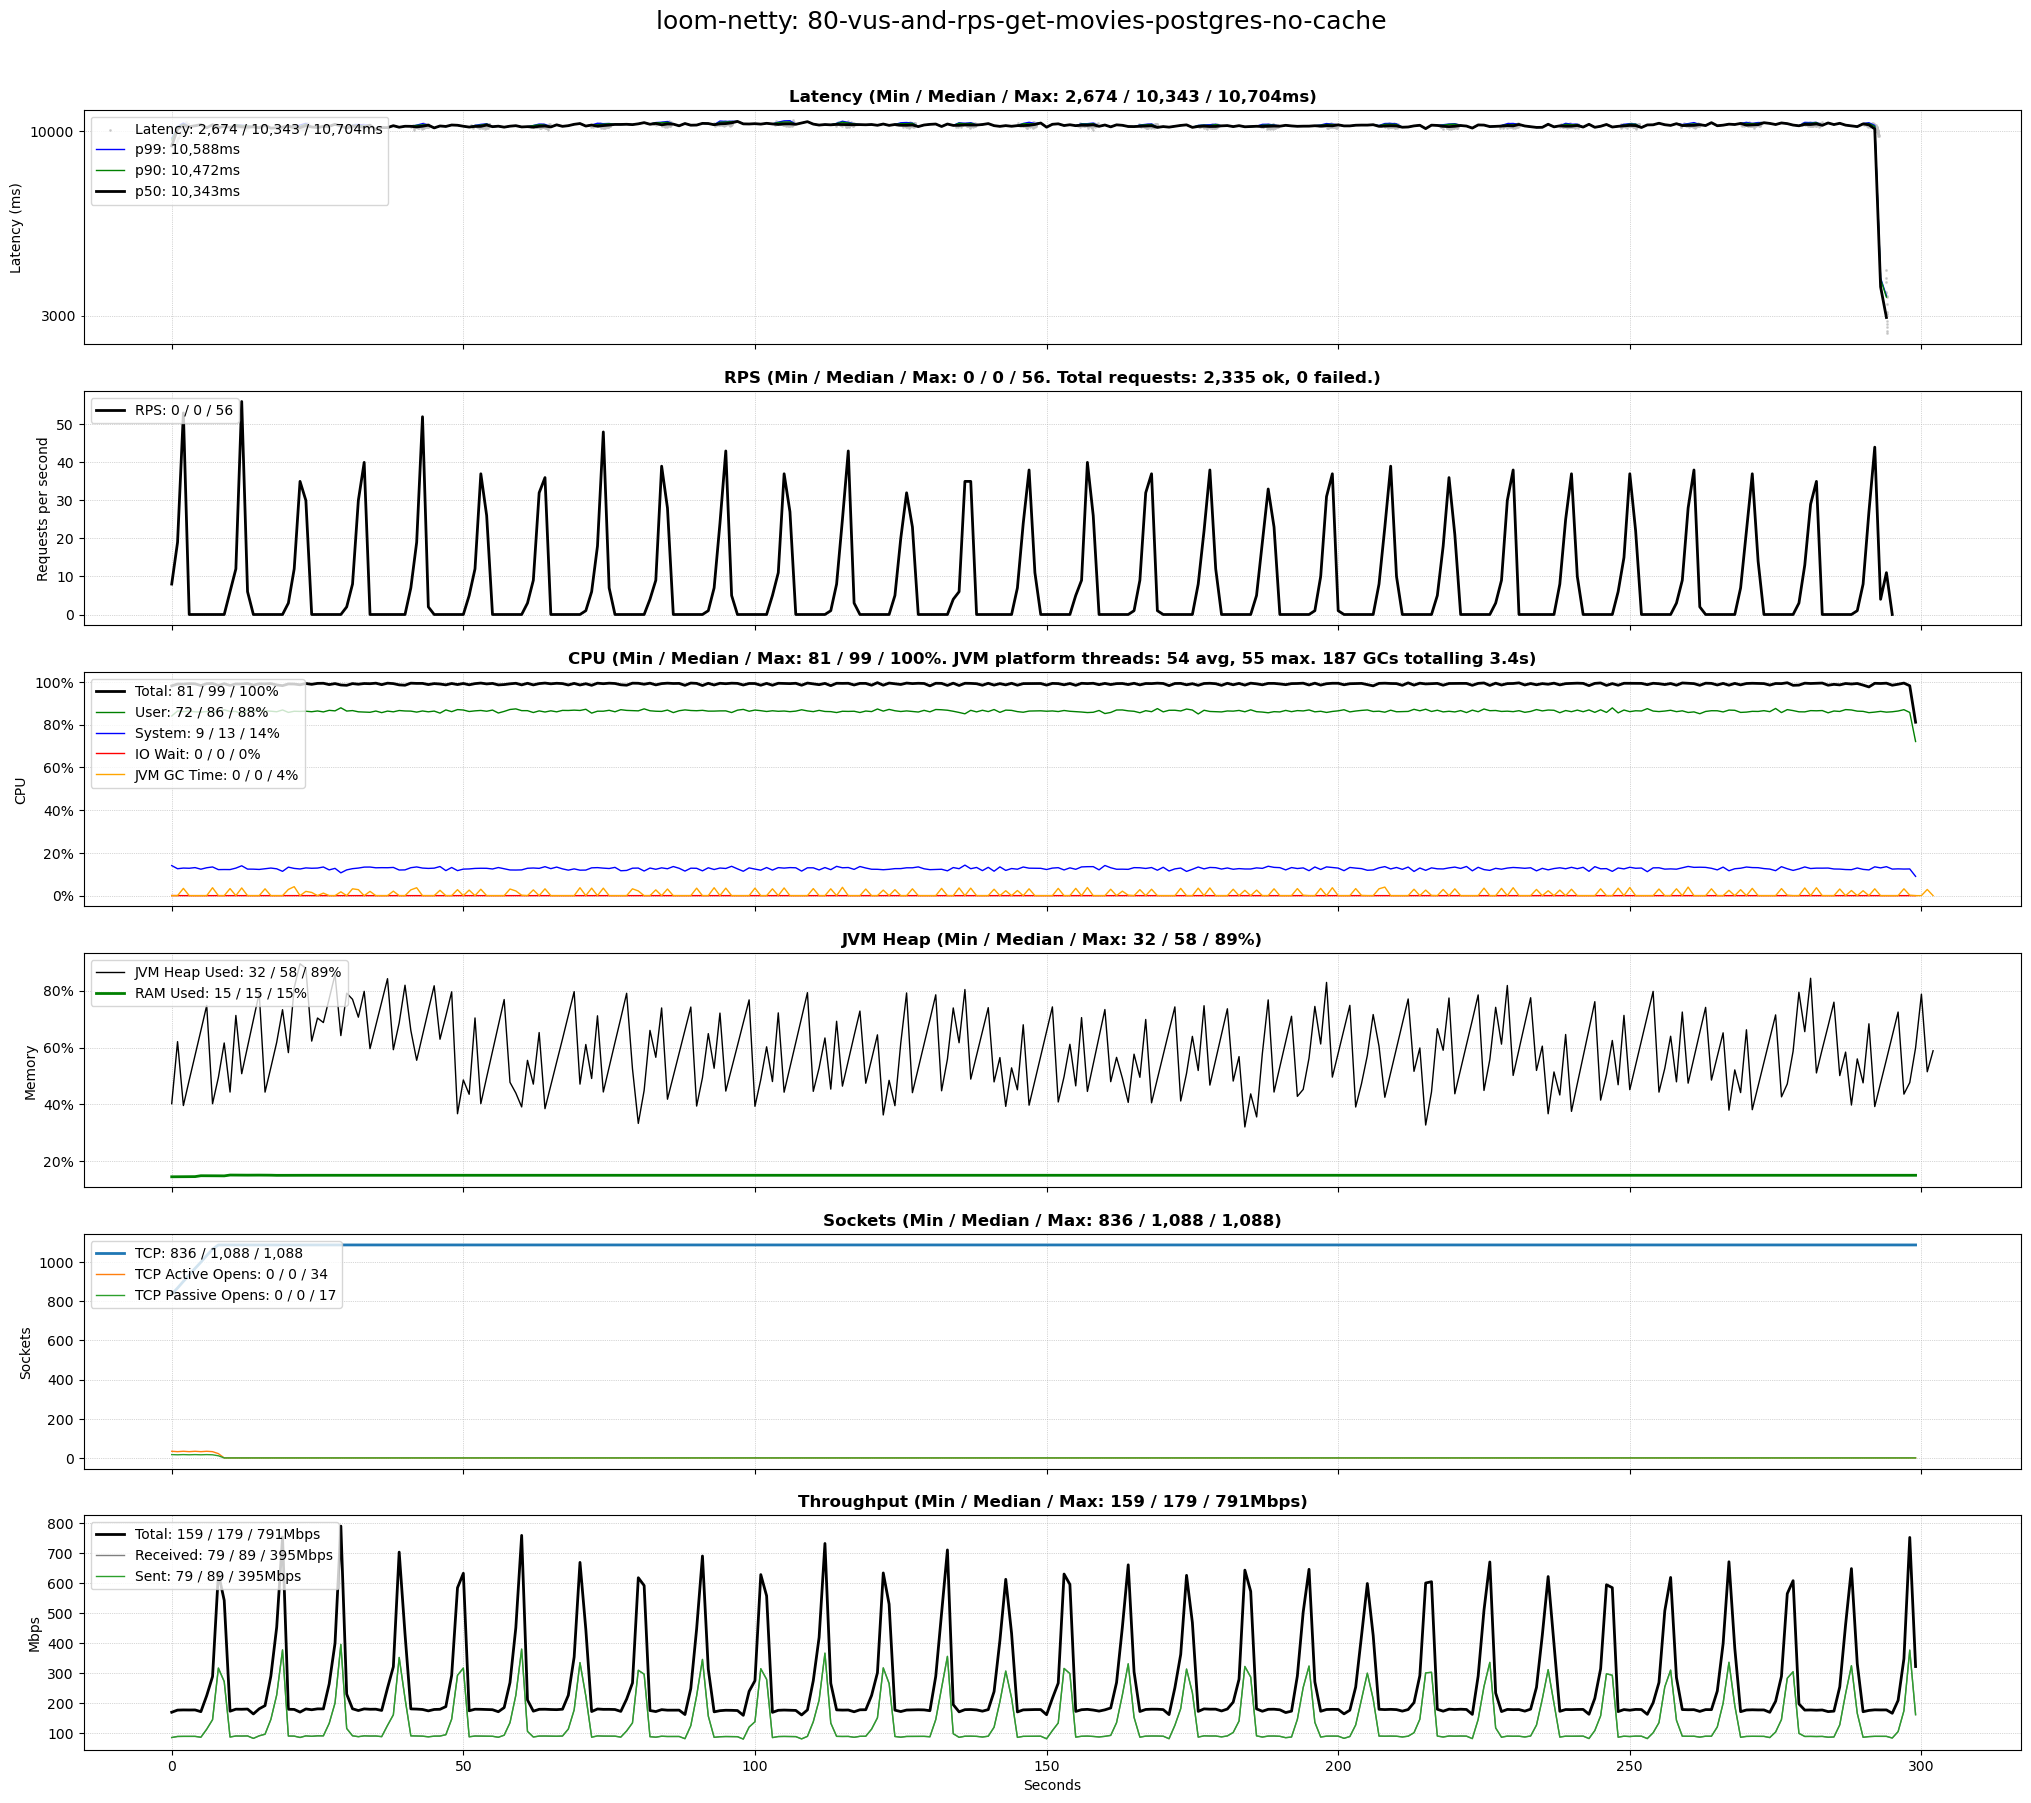 loom-netty: 80-vus-and-rps-get-movies-postgres-no-cache
Latency (Min / Median / Max: 2,674 / 10,343 / 10,704ms)
Latency (ms)
10000
3000
Latency: 2,674 / 10,343 / 10,704ms
p99: 10,588ms
p90: 10,472ms
p50: 10,343ms
RPS (Min / Median / Max: 0 / 0 / 56. Total requests: 2,335 ok, 0 failed.)
Requests per second
50
40
30
20
10
0
RPS: 0 / 0 / 56
CPU (Min / Median / Max: 81 / 99 / 100%. JVM platform threads: 54 avg, 55 max. 187 GCs totalling 3.4s)
CPU
100%
80%
60%
40%
20%
0%
Total: 81 / 99 / 100%
User: 72 / 86 / 88%
System: 9 / 13 / 14%
IO Wait: 0 / 0 / 0%
JVM GC Time: 0 / 0 / 4%
JVM Heap (Min / Median / Max: 32 / 58 / 89%)
Memory
80%
60%
40%
20%
JVM Heap Used: 32 / 58 / 89%
RAM Used: 15 / 15 / 15%
Sockets (Min / Median / Max: 836 / 1,088 / 1,088)
Sockets
1000
800
600
400
200
0
TCP: 836 / 1,088 / 1,088
TCP Active Opens: 0 / 0 / 34
TCP Passive Opens: 0 / 0 / 17
Throughput (Min / Median / Max: 159 / 179 / 791Mbps)
Mbps
800
700
600
500
400
300
200
100
Total: 159 / 179 / 791Mbps
Received: 79 / 89 / 395Mbps
Sent: 79 / 89 / 395Mbps
0 50 100 150 200 250 300
Seconds